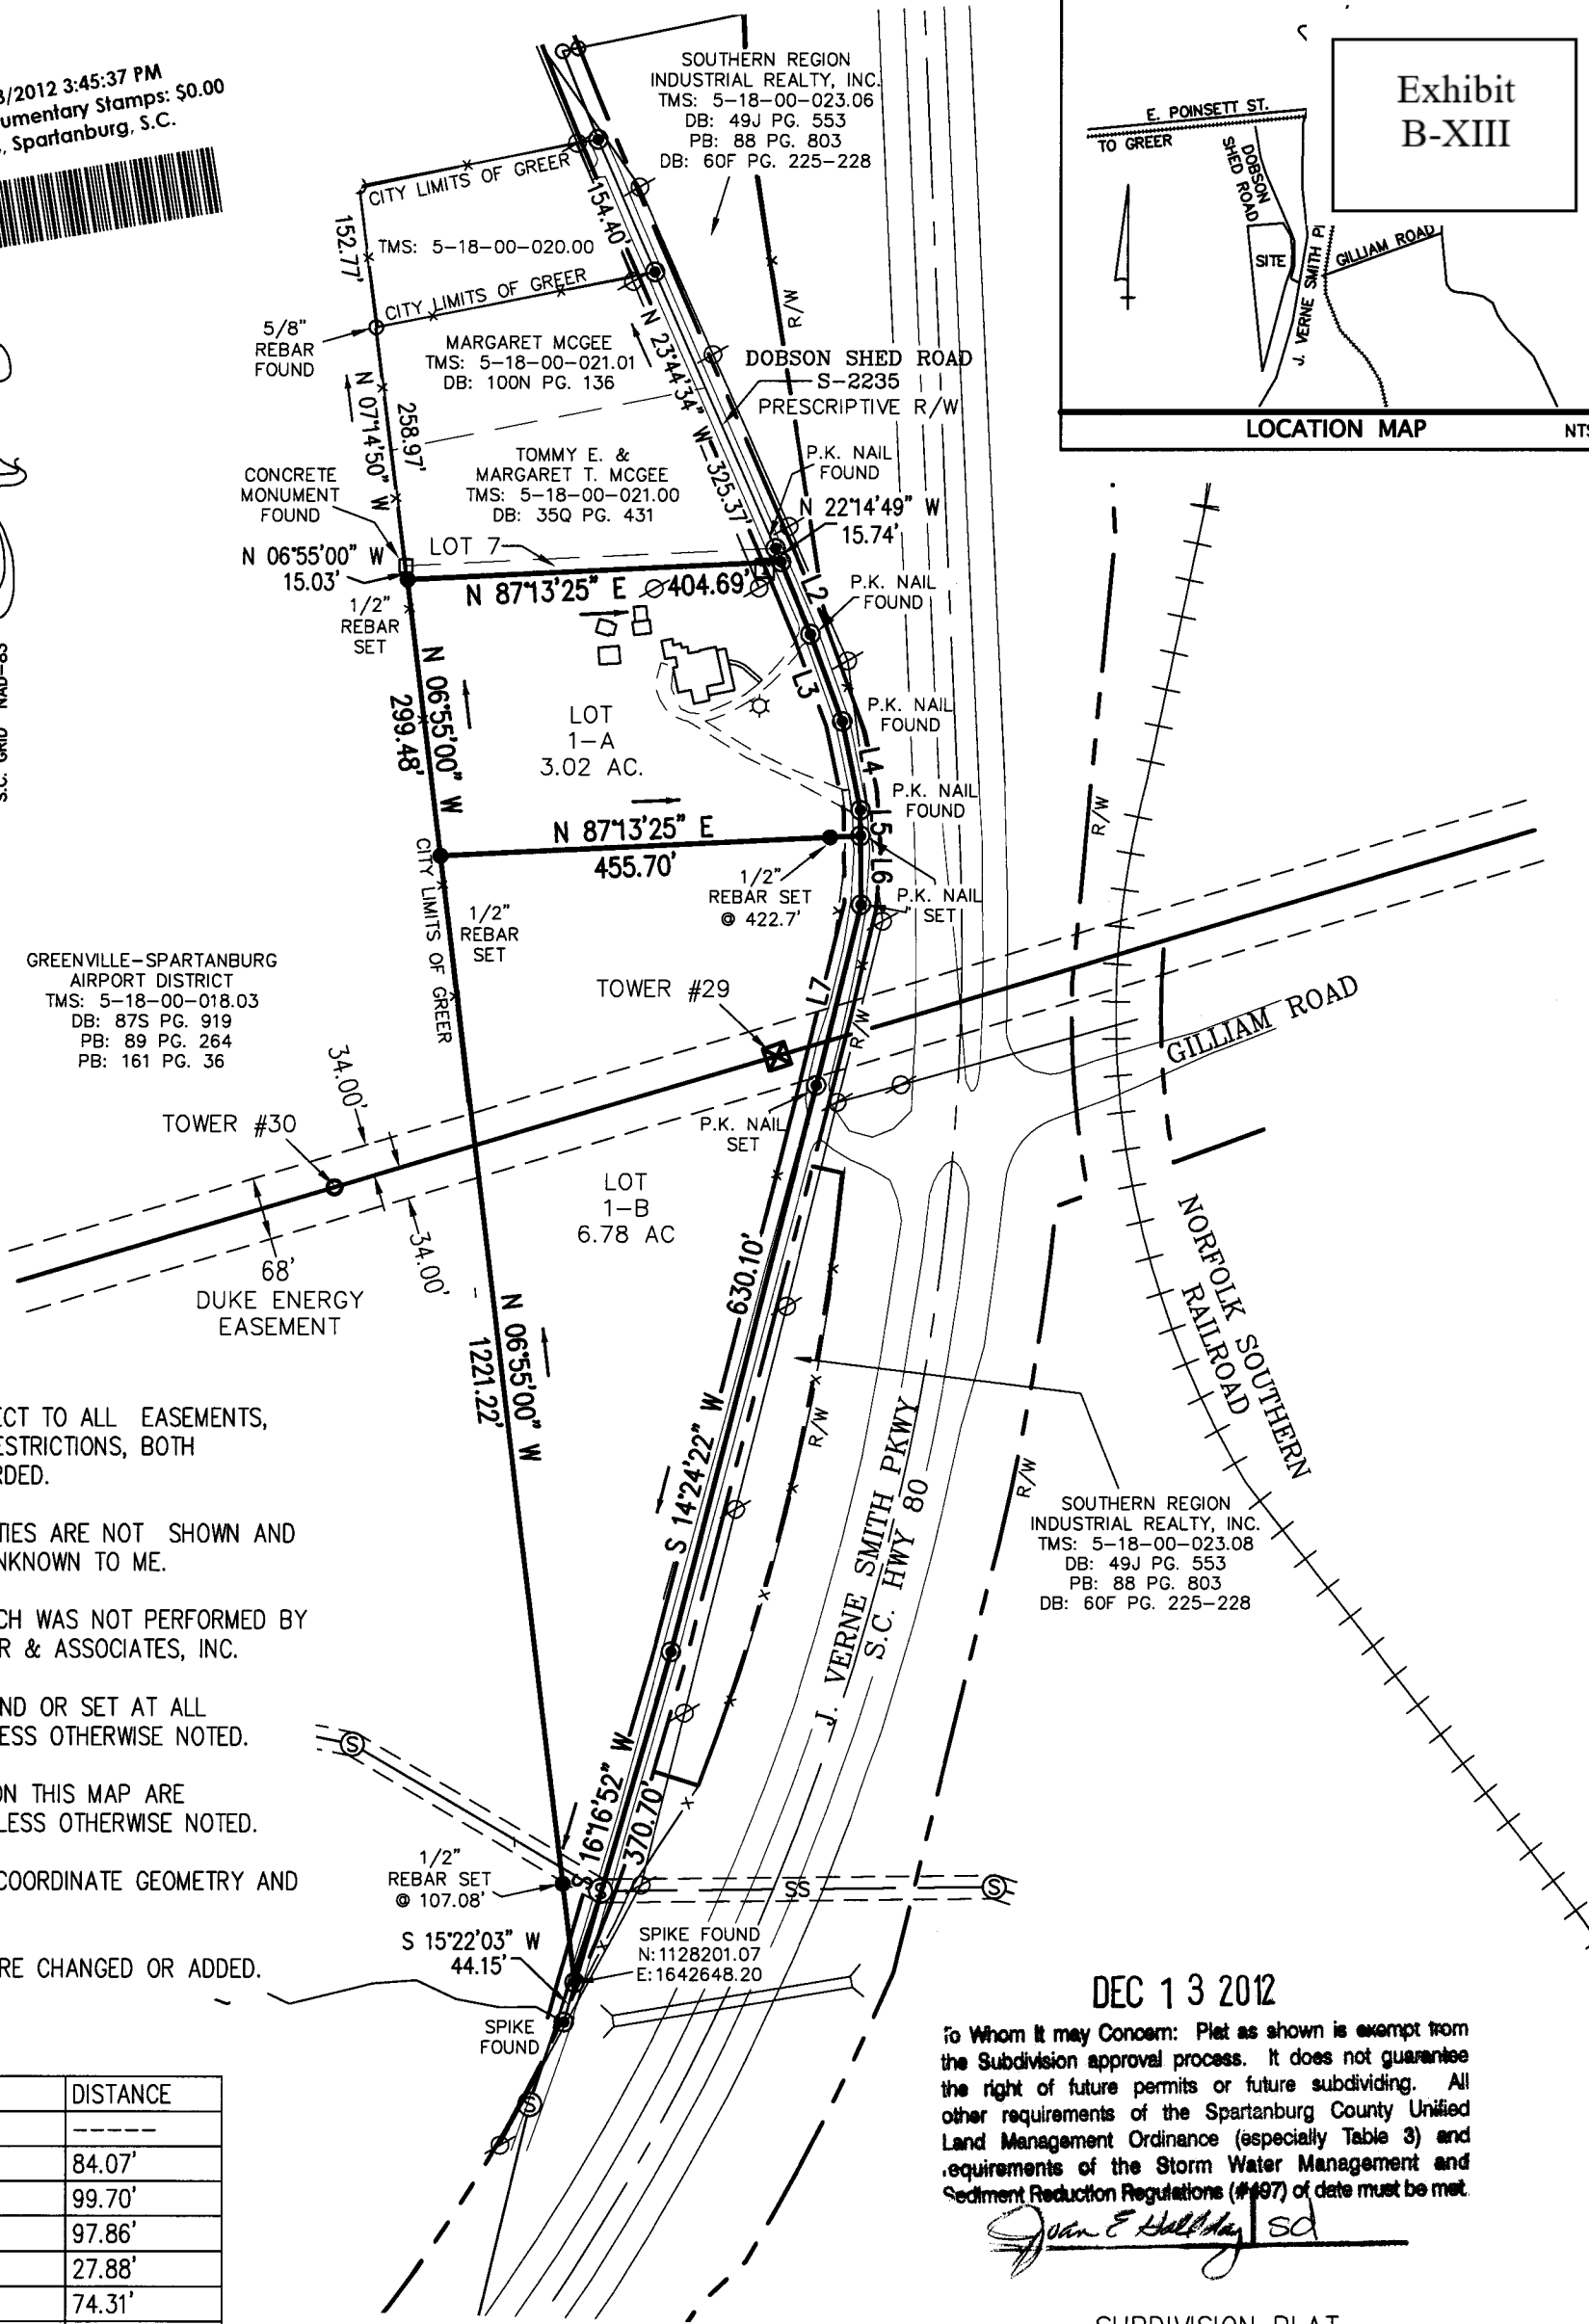 3/2012 3:45:37 PM
umentary Stamps: $0.00
, Spartanburg, S.C.
SOUTHERN REGION
INDUSTRIAL REALTY, INC.
TMS: 5-18-00-023.06
DB: 49J PG. 553
PB: 88 PG. 803
DB: 60F PG. 225-228
Exhibit
B-XIII
E. POINSETT ST.
TO GREER
DOBSON
SHED ROAD
SITE
J. VERNE SMITH
GILLIAM ROAD
LOCATION MAP
NTS
CITY LIMITS OF GREER
154.40'
152.77'
TMS: 5-18-00-020.00
CITY LIMITS OF GREER
R/W
5/8"
REBAR
FOUND
MARGARET MCGEE
TMS: 5-18-00-021.01
DB: 100N PG. 136
N 23°44'34" W 325.37'
DOBSON SHED ROAD
S-2235
PRESCRIPTIVE R/W
N 07°14'50" W
258.97'
CONCRETE
MONUMENT
FOUND
TOMMY E. &
MARGARET T. MCGEE
TMS: 5-18-00-021.00
DB: 35Q PG. 431
P.K. NAIL
FOUND
N 22°14'49" W
15.74'
N 06°55'00" W
15.03'
LOT 7
N 87°13'25" E 404.69'
L2
P.K. NAIL
FOUND
1/2"
REBAR
SET
S.C. GRID NAD-83
N 06°55'00" W
299.48'
L3
P.K. NAIL
FOUND
LOT
1-A
3.02 AC.
L4
P.K. NAIL
FOUND
R/W
N 87°13'25" E
455.70'
L5
L6
1/2"
REBAR SET
@ 422.7'
P.K. NAIL
SET
CITY LIMITS OF GREER
1/2"
REBAR
SET
GREENVILLE-SPARTANBURG
AIRPORT DISTRICT
TMS: 5-18-00-018.03
DB: 87S PG. 919
PB: 89 PG. 264
PB: 161 PG. 36
TOWER #29
L7
R/W
GILLIAM ROAD
34.00'
TOWER #30
P.K. NAIL
SET
LOT
1-B
6.78 AC
34.00'
68'
DUKE ENERGY
EASEMENT
630.10'
S 14°24'22" W
N 06°55'00" W
1221.22'
NORFOLK SOUTHERN
RAILROAD
R/W
J. VERNE SMITH PKWY
S.C. HWY 80
R/W
SOUTHERN REGION
INDUSTRIAL REALTY, INC.
TMS: 5-18-00-023.08
DB: 49J PG. 553
PB: 88 PG. 803
DB: 60F PG. 225-228
ECT TO ALL EASEMENTS,
ESTRICTIONS, BOTH
RDED.
TIES ARE NOT SHOWN AND
NKNOWN TO ME.
CH WAS NOT PERFORMED BY
R & ASSOCIATES, INC.
ND OR SET AT ALL
ESS OTHERWISE NOTED.
ON THIS MAP ARE
LESS OTHERWISE NOTED.
COORDINATE GEOMETRY AND
RE CHANGED OR ADDED.
S
S 16°16'52" W
370.70'
1/2"
REBAR SET
@ 107.08'
S
SS
S
S 15°22'03" W
44.15'
SPIKE FOUND
N:1128201.07
E:1642648.20
SPIKE
FOUND
S
DISTANCE
-----
84.07'
99.70'
97.86'
27.88'
74.31'
DEC 13 2012
To Whom it may Concern: Plat as shown is exempt from
the Subdivision approval process. It does not guarantee
the right of future permits or future subdividing. All
other requirements of the Spartanburg County Unified
Land Management Ordinance (especially Table 3) and
requirements of the Storm Water Management and
Sediment Reduction Regulations (#497) of date must be met.
Joan E Holliday SD
SUBDIVISION PLAT